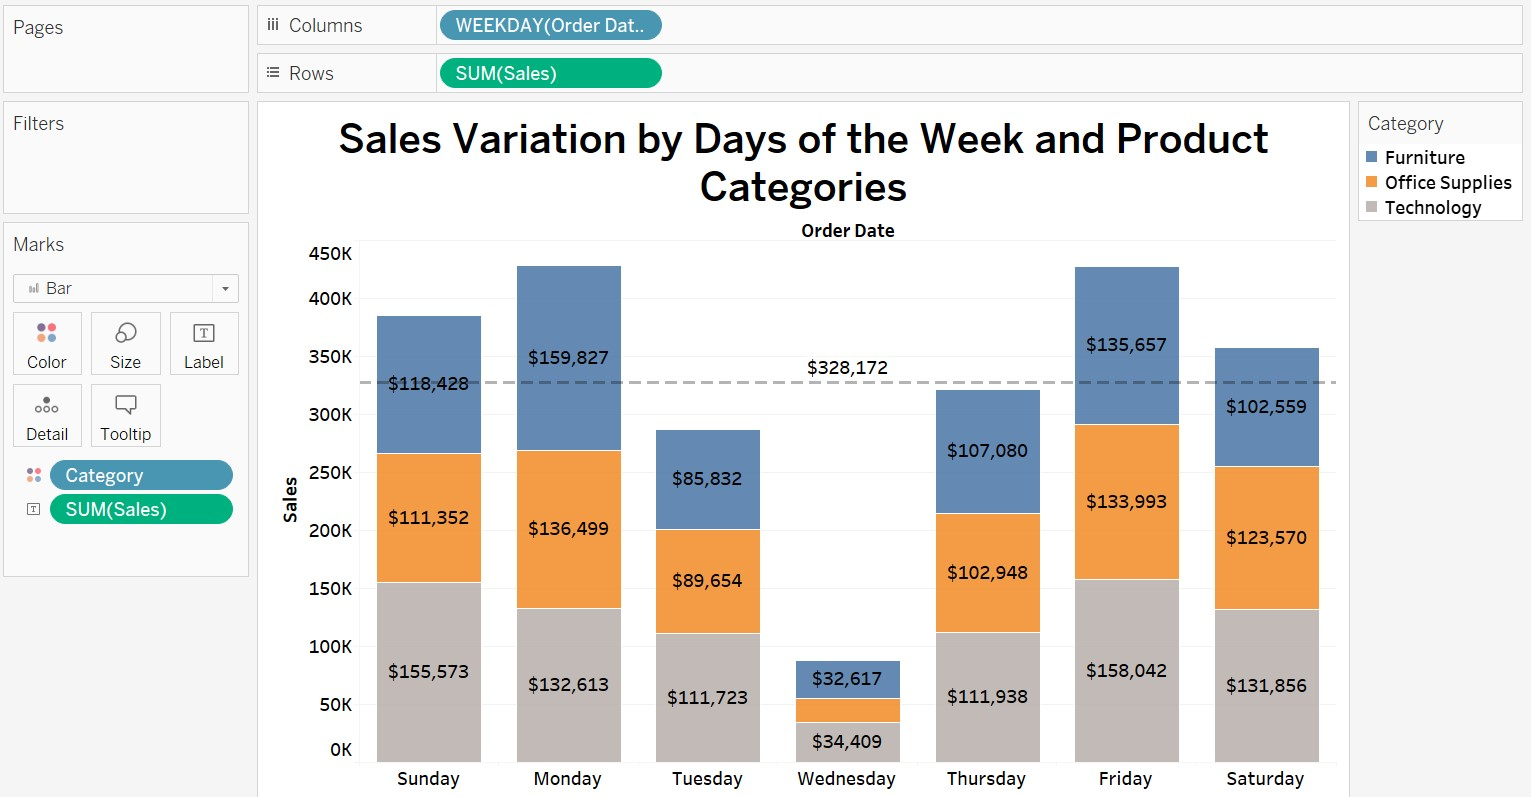 Pages
Columns
WEEKDAY(Order Dat..
Rows
SUM(Sales)
Filters
Marks
Bar
Color
Size
Label
Detail
Tooltip
Category
SUM(Sales)
Sales Variation by Days of the Week and Product
Categories
Order Date
Sales
450K
400K
350K
300K
250K
200K
150K
100K
50K
0K
$328,172
$118,428
$111,352
$155,573
$159,827
$136,499
$132,613
$85,832
$89,654
$111,723
$32,617
$34,409
$107,080
$102,948
$111,938
$135,657
$133,993
$158,042
$102,559
$123,570
$131,856
Sunday
Monday
Tuesday
Wednesday
Thursday
Friday
Saturday
Category
Furniture
Office Supplies
Technology